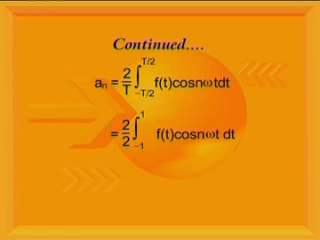 Continued....
aₙ = 2/T ∫_{-T/2}^{T/2} f(t)cosnωtdt
= 2/2 ∫_{-1}^{1} f(t)cosnωt dt